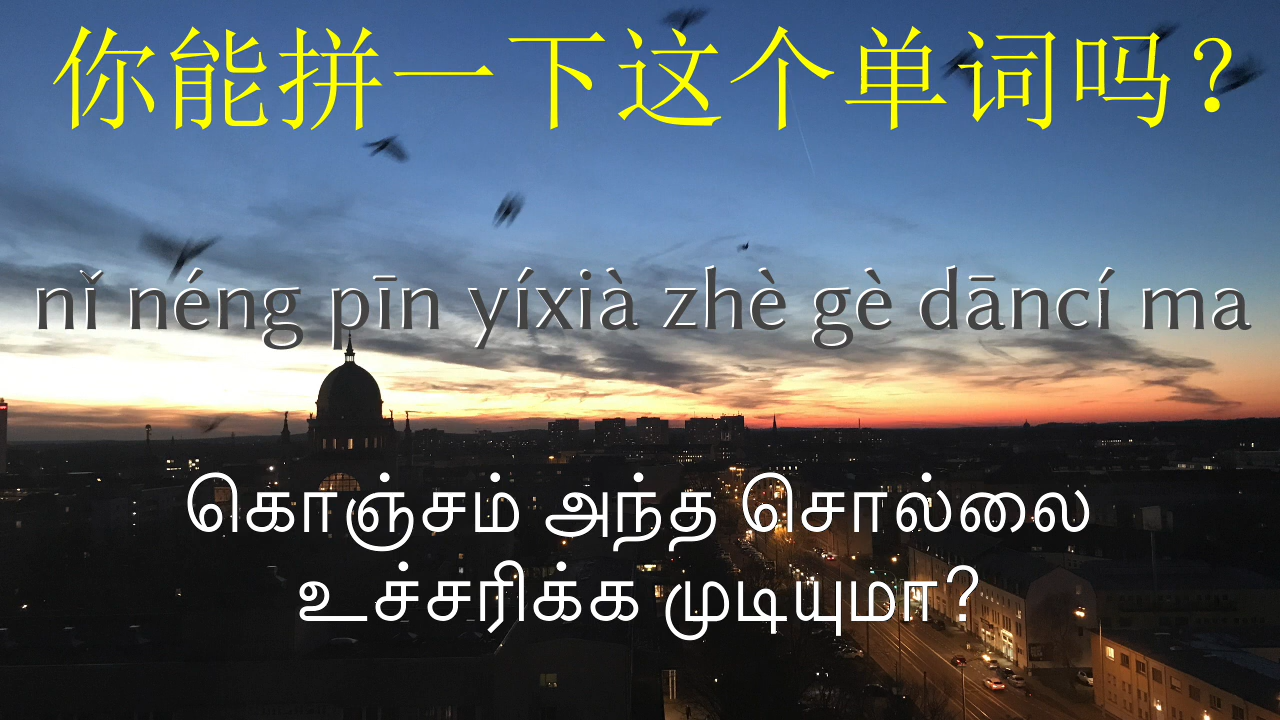 你能拼一下这个单词吗？
nǐ néng pīn yíxià zhè gè dāncí ma
கொஞ்சம் அந்த சொல்லை
உச்சரிக்க முடியுமா?